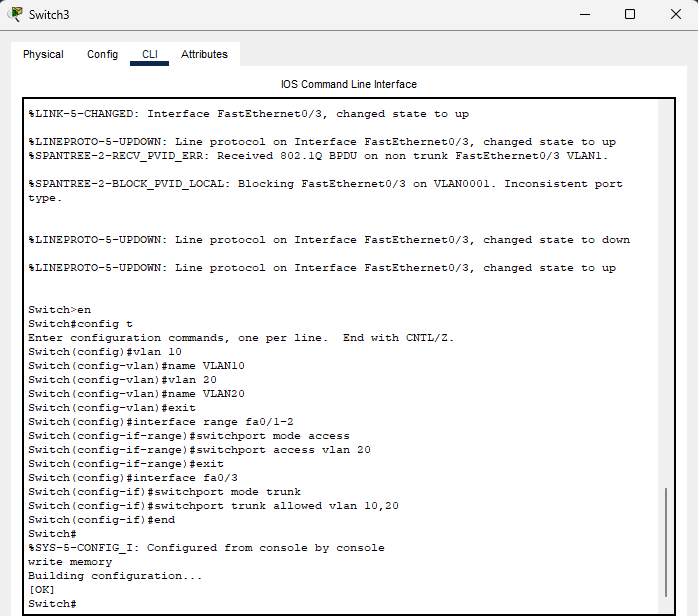 Switch3
Physical Config CLI Attributes
IOS Command Line Interface
%LINK-5-CHANGED: Interface FastEthernet0/3, changed state to up
%LINEPROTO-5-UPDOWN: Line protocol on Interface FastEthernet0/3, changed state to up
%SPANTREE-2-RECV_PVID_ERR: Received 802.1Q BPDU on non trunk FastEthernet0/3 VLAN1.
%SPANTREE-2-BLOCK_PVID_LOCAL: Blocking FastEthernet0/3 on VLAN0001. Inconsistent port
type.
%LINEPROTO-5-UPDOWN: Line protocol on Interface FastEthernet0/3, changed state to down
%LINEPROTO-5-UPDOWN: Line protocol on Interface FastEthernet0/3, changed state to up
Switch>en
Switch#config t
Enter configuration commands, one per line.  End with CNTL/Z.
Switch(config)#vlan 10
Switch(config-vlan)#name VLAN10
Switch(config-vlan)#vlan 20
Switch(config-vlan)#name VLAN20
Switch(config-vlan)#exit
Switch(config)#interface range fa0/1-2
Switch(config-if-range)#switchport mode access
Switch(config-if-range)#switchport access vlan 20
Switch(config-if-range)#exit
Switch(config)#interface fa0/3
Switch(config-if)#switchport mode trunk
Switch(config-if)#switchport trunk allowed vlan 10,20
Switch(config-if)#end
Switch#
%SYS-5-CONFIG_I: Configured from console by console
write memory
Building configuration...
[OK]
Switch#